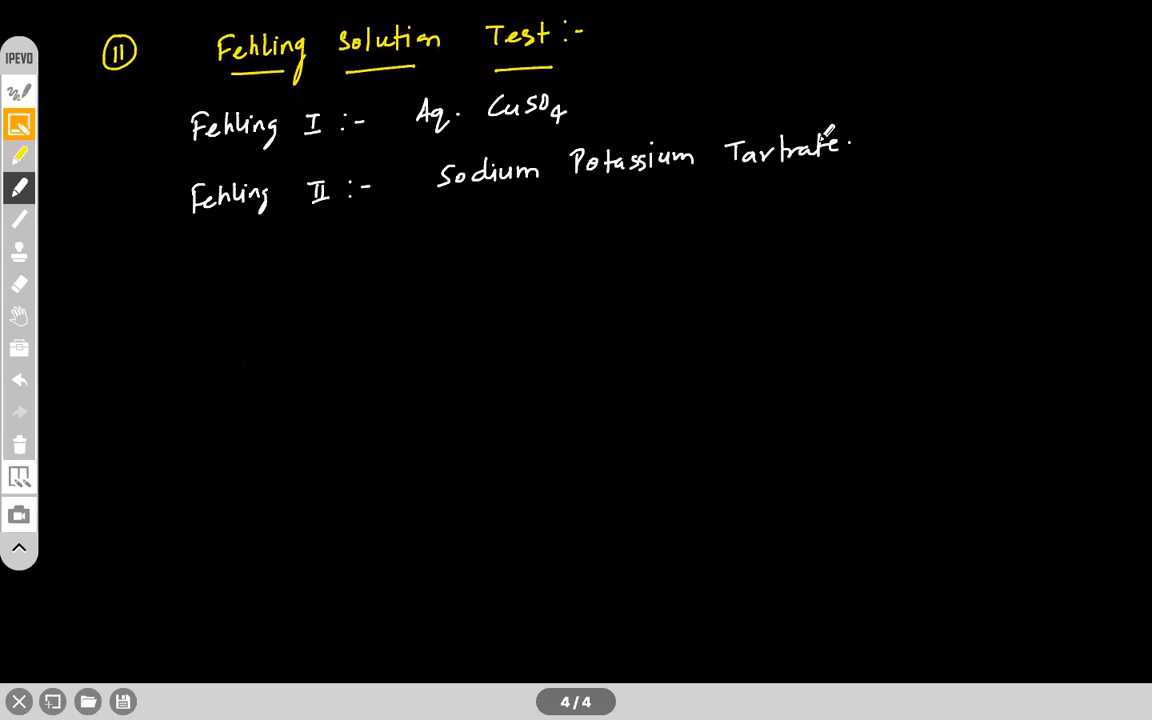 IPEVO
⑪ Fehling Solution Test :-
Fehling I :- Aq. CuSO4
Fehling II :- Sodium Potassium Tartrate.
4/4